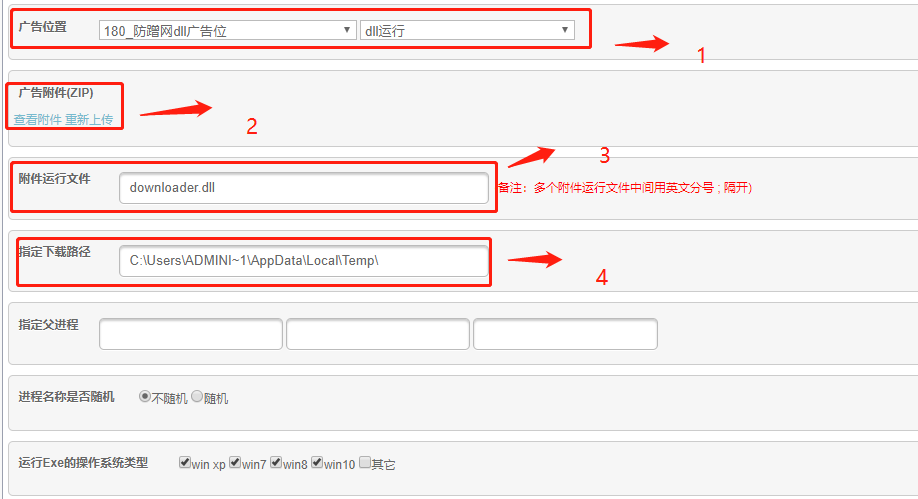 广告位置 180_防蹭网dll广告位 dll运行
1
广告附件(ZIP)
查看附件 重新上传
2
3
附件运行文件 downloader.dll 备注：多个附件运行文件中间用英文分号 ; 隔开)
指定下载路径 C:\Users\ADMINI~1\AppData\Local\Temp\
4
指定父进程
进程名称是否随机 不随机 随机
运行Exe的操作系统类型 win xp win7 win8 win10 其它